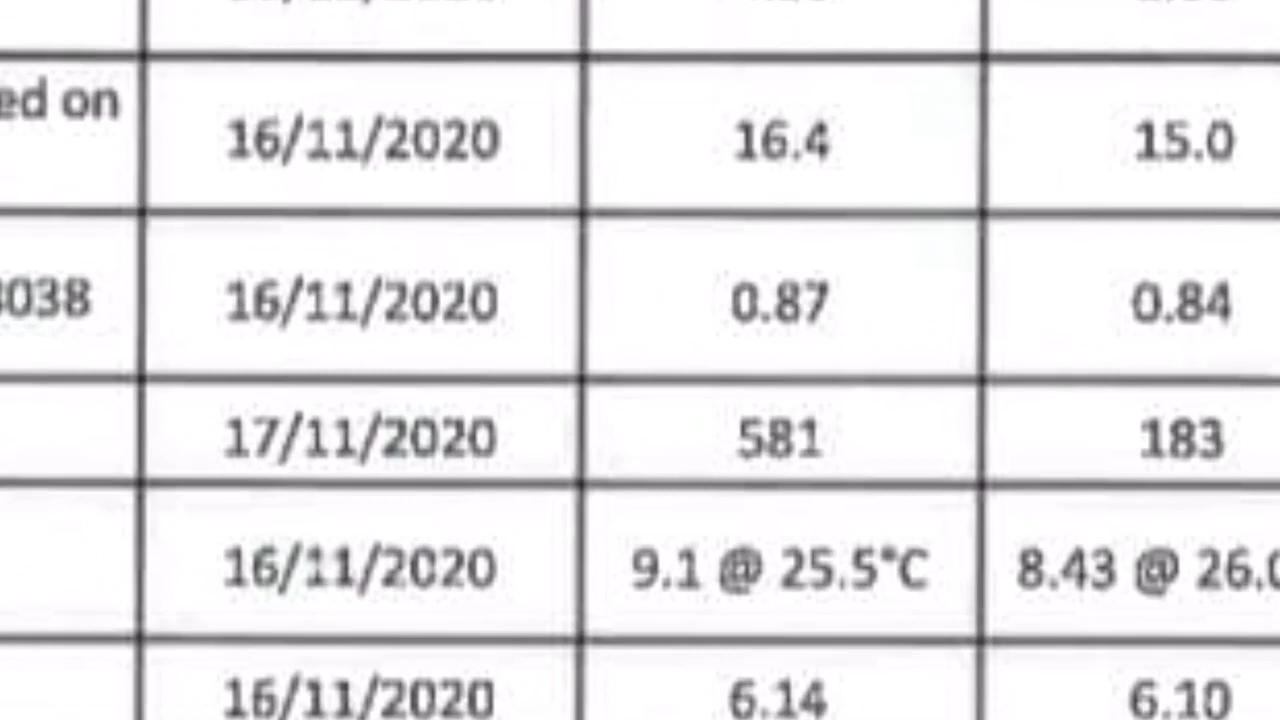 ed on
16/11/2020 16.4 15.0
3038 16/11/2020 0.87 0.84
17/11/2020 581 183
16/11/2020 9.1 @ 25.5°C 8.43 @ 26.0
16/11/2020 6.14 6.10